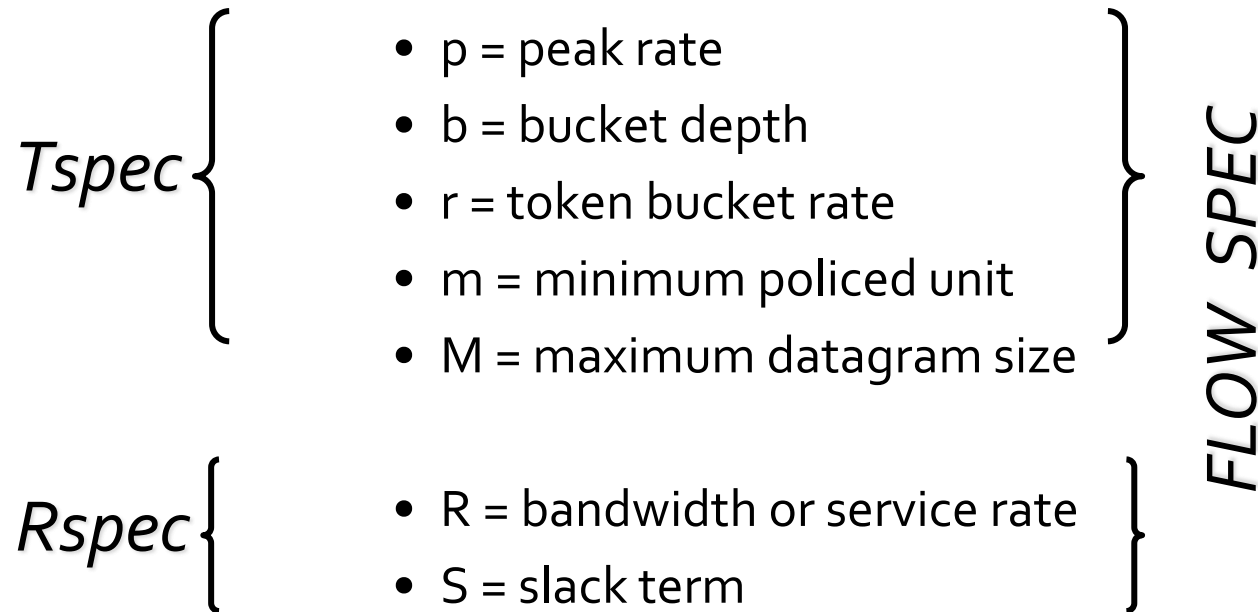 Tspec
• p = peak rate
• b = bucket depth
• r = token bucket rate
• m = minimum policed unit
• M = maximum datagram size
Rspec
• R = bandwidth or service rate
• S = slack term
FLOW SPEC